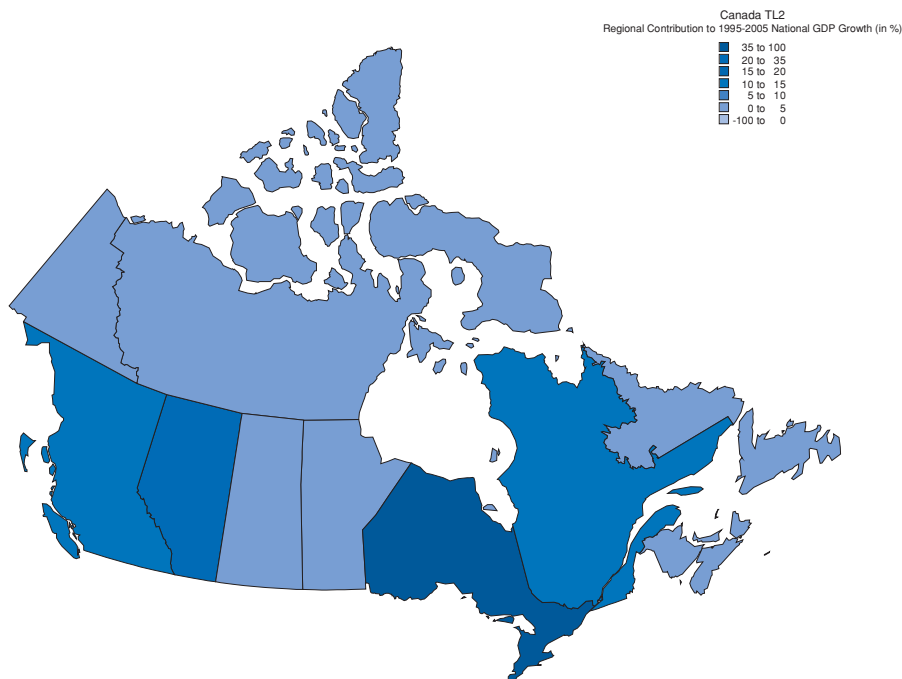 Canada TL2
Regional Contribution to 1995-2005 National GDP Growth (in %)
35 to 100
20 to 35
15 to 20
10 to 15
5 to 10
0 to 5
-100 to 0